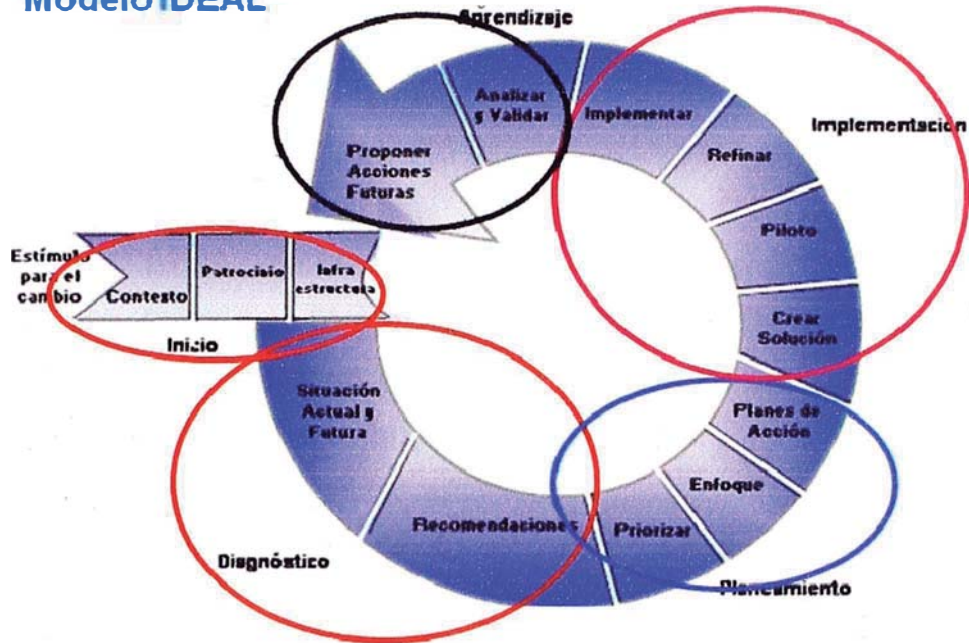 Modelo IDEAL
Aprendizaje
Analizar
y Validar
Implementar
Implementación
Refinar
Proponer
Acciones
Futuras
Piloto
Estímulo
para el
cambio
Contexto
Patrocinio
Infra
estructura
Inicio
Crear
Solución
Situación
Actual y
Futura
Planes de
Acción
Enfoque
Recomendaciones
Priorizar
Diagnóstico
Planeamiento